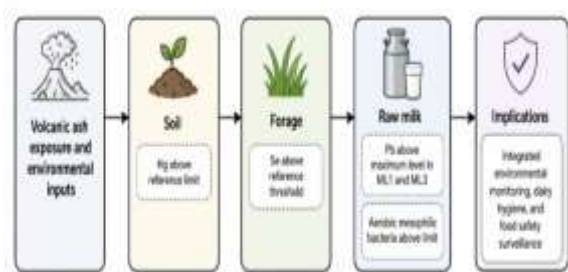 Volcanic ash
exposure and
environmental
inputs
Soil
Hg above
reference limit
Forage
Se above
reference
threshold
Raw milk
Pb above
maximum level in
ML1 and ML3
Aerobic mesophilic
bacteria above limit
Implications
Integrated
environmental
monitoring, dairy
hygiene, and
food safety
surveillance